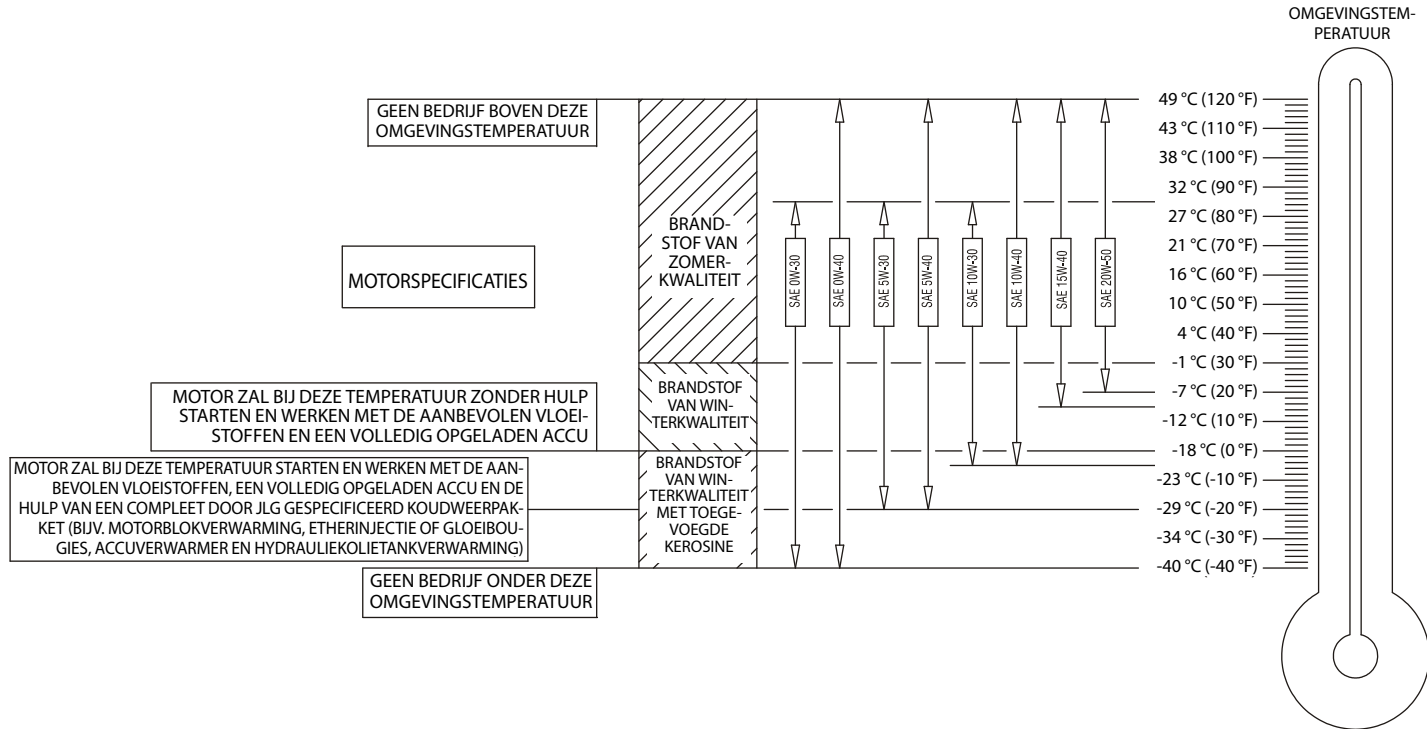 OMGEVINGSTEM-
PERATUUR
GEEN BEDRIJF BOVEN DEZE
OMGEVINGSTEMPERATUUR
49 °C (120 °F)
43 °C (110 °F)
38 °C (100 °F)
32 °C (90 °F)
27 °C (80 °F)
21 °C (70 °F)
16 °C (60 °F)
10 °C (50 °F)
4 °C (40 °F)
-1 °C (30 °F)
-7 °C (20 °F)
-12 °C (10 °F)
-18 °C (0 °F)
-23 °C (-10 °F)
-29 °C (-20 °F)
-34 °C (-30 °F)
-40 °C (-40 °F)
BRAND-
STOF VAN
ZOMER-
KWALITEIT
SAE 0W-30
SAE 0W-40
SAE 5W-30
SAE 5W-40
SAE 10W-30
SAE 10W-40
SAE 15W-40
SAE 20W-50
MOTORSPECIFICATIES
MOTOR ZAL BIJ DEZE TEMPERATUUR ZONDER HULP
STARTEN EN WERKEN MET DE AANBEVOLEN VLOEI-
STOFFEN EN EEN VOLLEDIG OPGELADEN ACCU
BRANDSTOF
VAN WIN-
TERKWALITEIT
MOTOR ZAL BIJ DEZE TEMPERATUUR STARTEN EN WERKEN MET DE AAN-
BEVOLEN VLOEISTOFFEN, EEN VOLLEDIG OPGELADEN ACCU EN DE
HULP VAN EEN COMPLEET DOOR JLG GESPECIFICEERD KOUDWEERPAK-
KET (BIJV. MOTORBLOKVERWARMING, ETHERINJECTIE OF GLOEIBOU-
GIES, ACCUVERWARMER EN HYDRAULIEKOLIETANKVERWARMING)
BRANDSTOF
VAN WIN-
TERKWALITEIT
MET TOEGE-
VOEGDE
KEROSINE
GEEN BEDRIJF ONDER DEZE
OMGEVINGSTEMPERATUUR